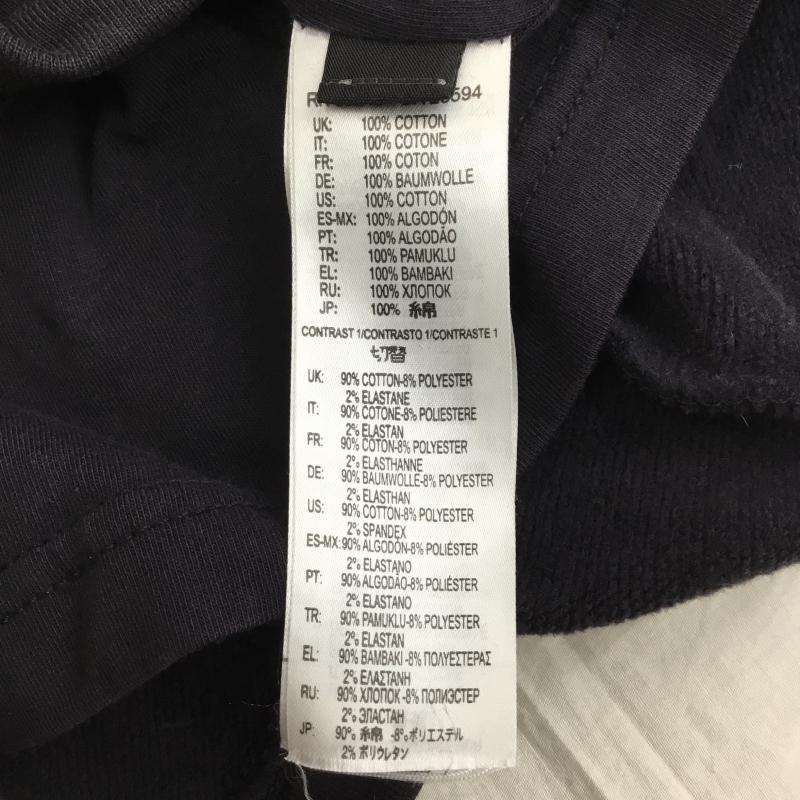 594
UK: 100% COTTON
IT: 100% COTONE
FR: 100% COTON
DE: 100% BAUMWOLLE
US: 100% COTTON
ES-MX: 100% ALGODÓN
PT: 100% ALGODÃO
TR: 100% PAMUKLU
EL: 100% BAMBAKI
RU: 100% ХЛОПОК
JP: 100% 綿
CONTRAST 1/CONTRASTO 1/CONTRASTE 1
切替
UK: 90% COTTON-8% POLYESTER
2% ELASTANE
IT: 90% COTONE-8% POLIESTERE
2% ELASTAN
FR: 90% COTON-8% POLYESTER
2% ELASTHANNE
DE: 90% BAUMWOLLE-8% POLYESTER
2% ELASTHAN
US: 90% COTTON-8% POLYESTER
2% SPANDEX
ES-MX: 90% ALGODÓN-8% POLIÉSTER
2% ELASTANO
PT: 90% ALGODÃO-8% POLIÉSTER
2% ELASTANO
TR: 90% PAMUKLU-8% POLYESTER
2% ELASTAN
EL: 90% BAMBAKI -8% ΠΟΛΥΕΣΤΕΡΑΣ
2% ΕΛΑΣΤΑΝΗ
RU: 90% ХЛОПОК -8% ПОЛИЭСТЕР
2% ЭЛАСТАН
JP: 90% 綿 -8% ポリエステル
2% ポリウレタン